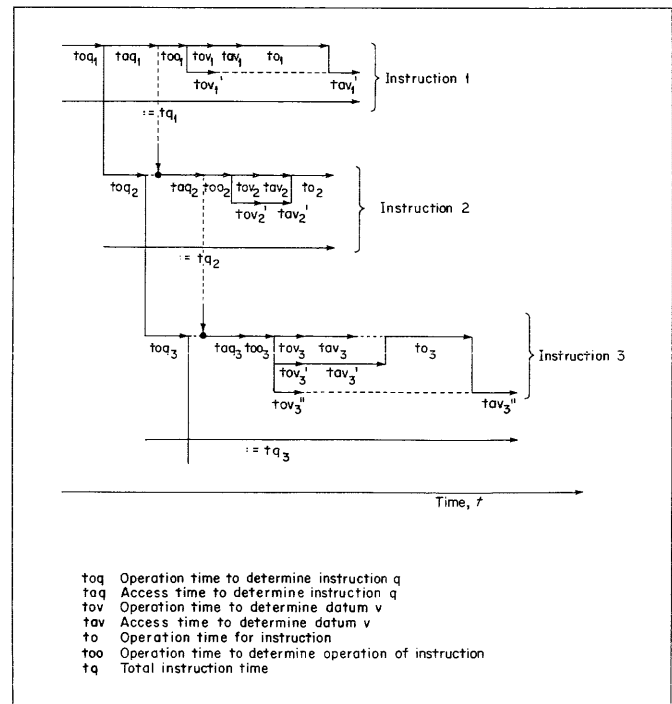 toq₁ taq₁ too₁ tov₁ tav₁ to₁
tov₁' tav₁'
Instruction 1
:= tq₁
toq₂ taq₂ too₂ tov₂ tav₂ to₂
tov₂' tav₂'
Instruction 2
:= tq₂
toq₃ taq₃ too₃ tov₃ tav₃ to₃
tov₃' tav₃'
Instruction 3
tov₃'' tav₃''
:= tq₃
Time, t
toq Operation time to determine instruction q
taq Access time to determine instruction q
tov Operation time to determine datum v
tav Access time to determine datum v
to Operation time for instruction
too Operation time to determine operation of instruction
tq Total instruction time